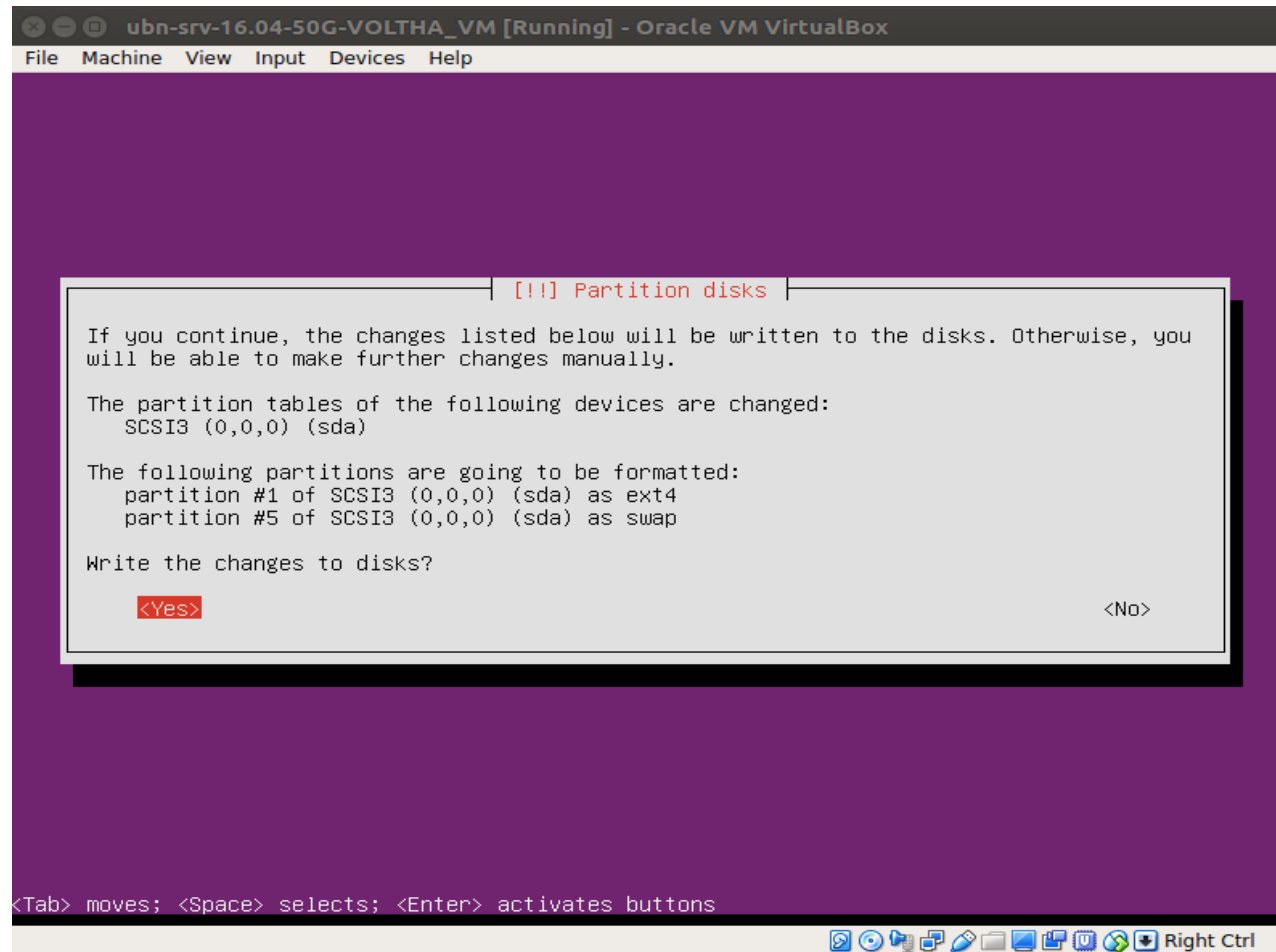 ubn-srv-16.04-50G-VOLTHA_VM [Running] - Oracle VM VirtualBox
File Machine View Input Devices Help
[!!] Partition disks
If you continue, the changes listed below will be written to the disks. Otherwise, you
will be able to make further changes manually.
The partition tables of the following devices are changed:
SCSI3 (0,0,0) (sda)
The following partitions are going to be formatted:
partition #1 of SCSI3 (0,0,0) (sda) as ext4
partition #5 of SCSI3 (0,0,0) (sda) as swap
Write the changes to disks?
<Yes> <No>
<Tab> moves; <Space> selects; <Enter> activates buttons
Right Ctrl